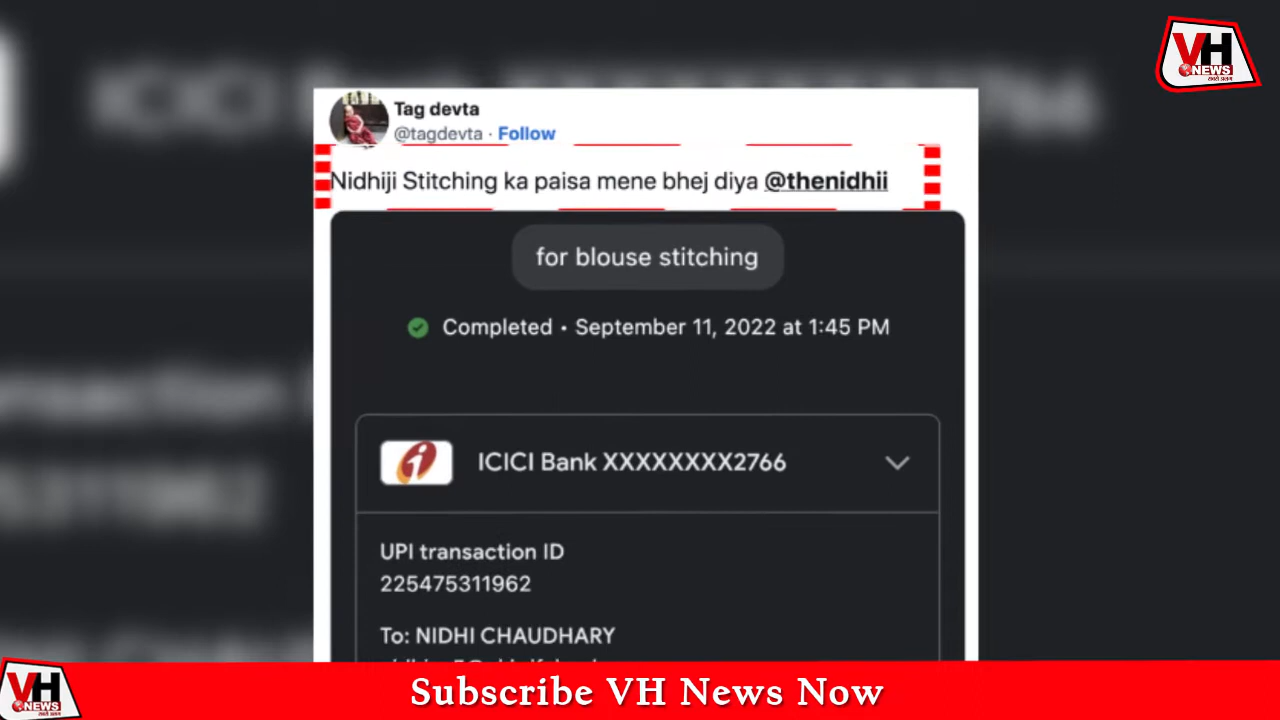 VH
NEWS
Tag devta
@tagdevta · Follow
Nidhiji Stitching ka paisa mene bhej diya @thenidhii
for blouse stitching
Completed • September 11, 2022 at 1:45 PM
ICICI Bank XXXXXXXX2766
UPI transaction ID
225475311962
To: NIDHI CHAUDHARY
VH
NEWS
Subscribe VH News Now